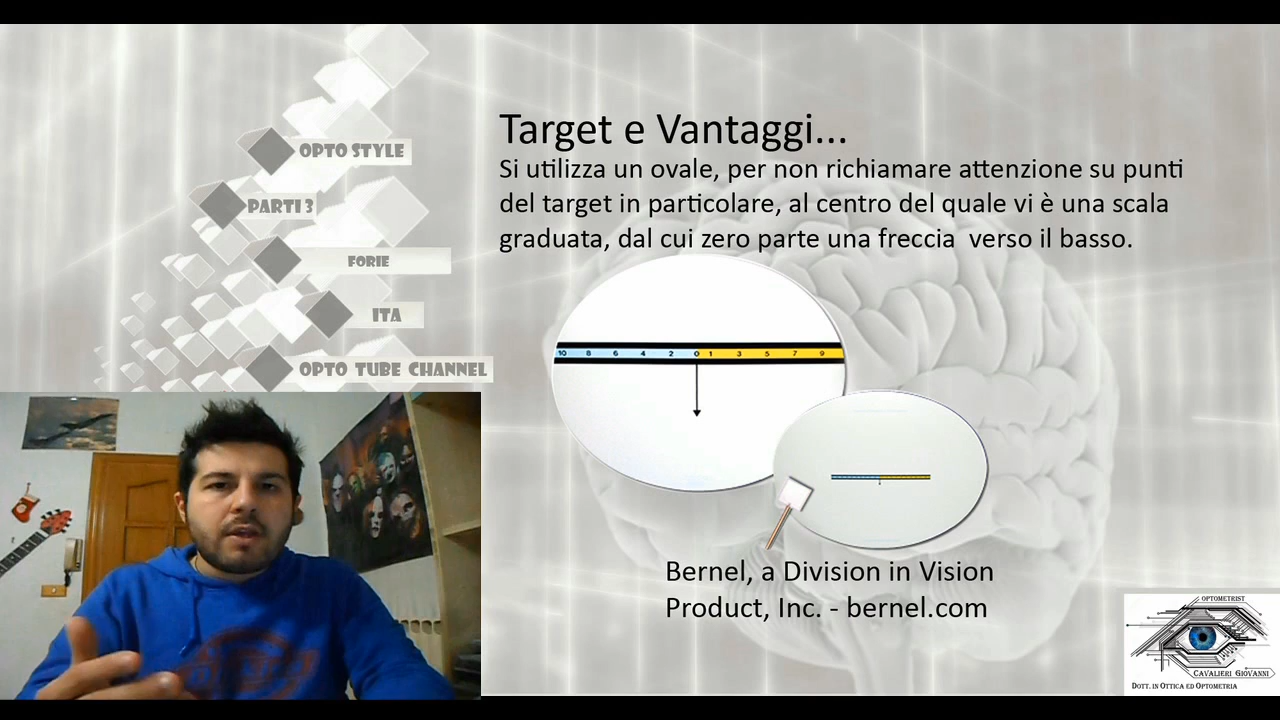 OPTO STYLE
PARTI 3
FORIE
ITA
OPTO TUBE CHANNEL
Target e Vantaggi...
Si utilizza un ovale, per non richiamare attenzione su punti
del target in particolare, al centro del quale vi è una scala
graduata, dal cui zero parte una freccia verso il basso.
10 8 6 4 2 0 1 3 5 7 9
Bernel, a Division in Vision
Product, Inc. - bernel.com
OPTOMETRIST
CAVALIERI GIOVANNI
DOTT. IN OTTICA ED OPTOMETRIA